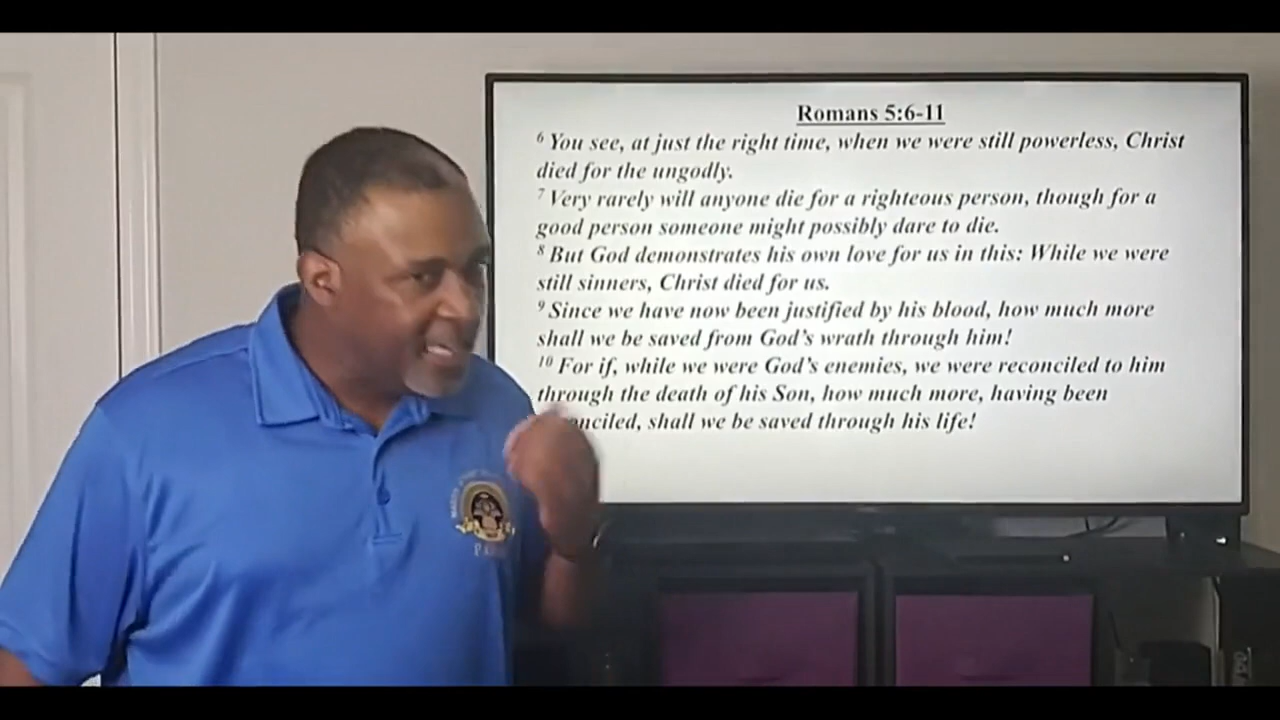 Romans 5:6-11
6 You see, at just the right time, when we were still powerless, Christ
died for the ungodly.
7 Very rarely will anyone die for a righteous person, though for a
good person someone might possibly dare to die.
8 But God demonstrates his own love for us in this: While we were
still sinners, Christ died for us.
9 Since we have now been justified by his blood, how much more
shall we be saved from God's wrath through him!
10 For if, while we were God's enemies, we were reconciled to him
through the death of his Son, how much more, having been
nciled, shall we be saved through his life!